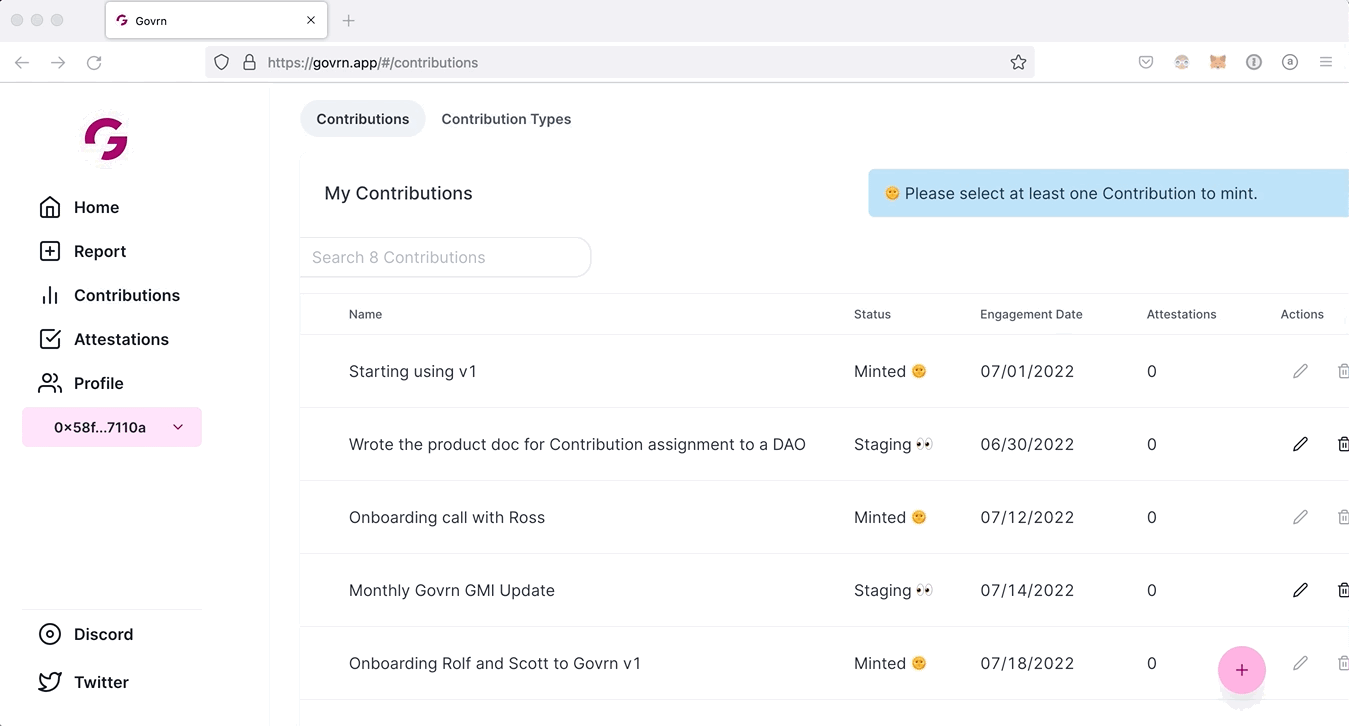 Govrn
https://govrn.app/#/contributions
Contributions Contribution Types
My Contributions
Please select at least one Contribution to mint.
Search 8 Contributions
Home
Report
Contributions
Attestations
Profile
0x58f...7110a
Discord
Twitter
Name Status Engagement Date Attestations Actions
Starting using v1 Minted 07/01/2022 0
Wrote the product doc for Contribution assignment to a DAO Staging 06/30/2022 0
Onboarding call with Ross Minted 07/12/2022 0
Monthly Govrn GMI Update Staging 07/14/2022 0
Onboarding Rolf and Scott to Govrn v1 Minted 07/18/2022 0